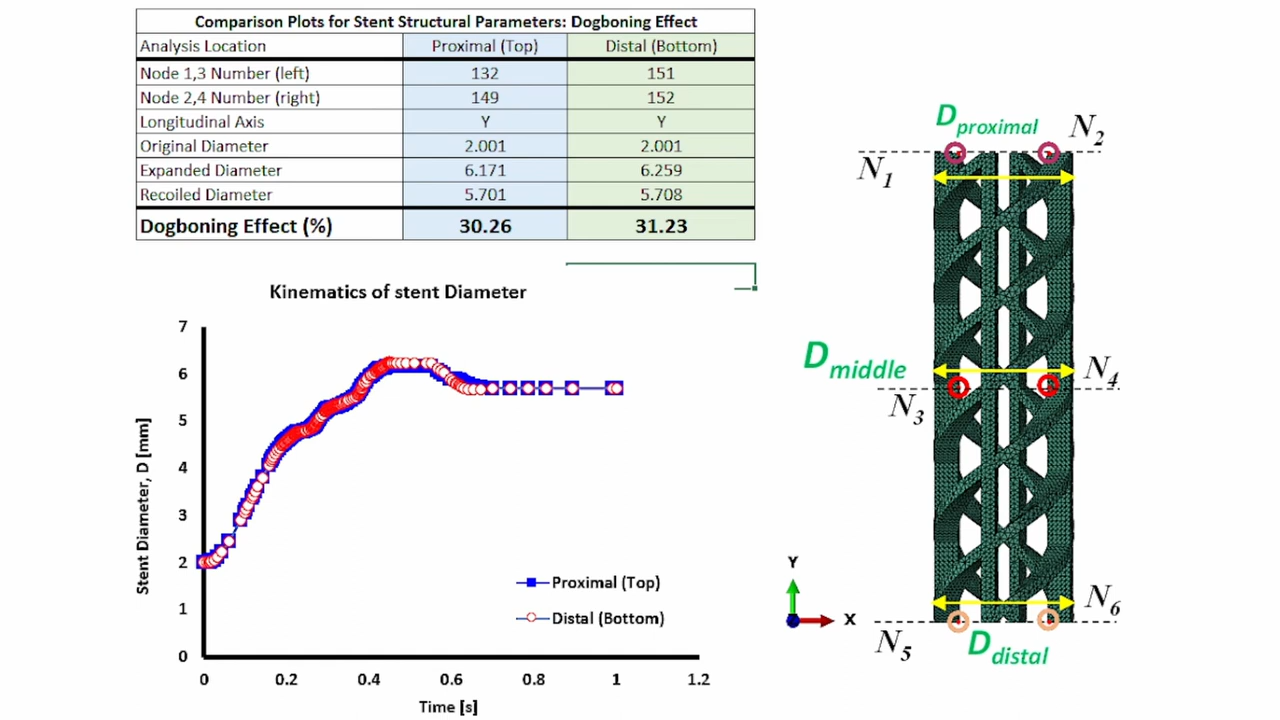 Comparison Plots for Stent Structural Parameters: Dogboning Effect
Analysis Location Proximal (Top) Distal (Bottom)
Node 1,3 Number (left) 132 151
Node 2,4 Number (right) 149 152
Longitudinal Axis Y Y
Original Diameter 2.001 2.001
Expanded Diameter 6.171 6.259
Recoiled Diameter 5.701 5.708
Dogboning Effect (%) 30.26 31.23
Kinematics of stent Diameter
7
6
5
4
3
2
1
0
Stent Diameter, D [mm]
Proximal (Top)
Distal (Bottom)
0 0.2 0.4 0.6 0.8 1 1.2
Time [s]
D proximal
N1
N2
D middle
N3
N4
Y
X
N5
N6
D distal